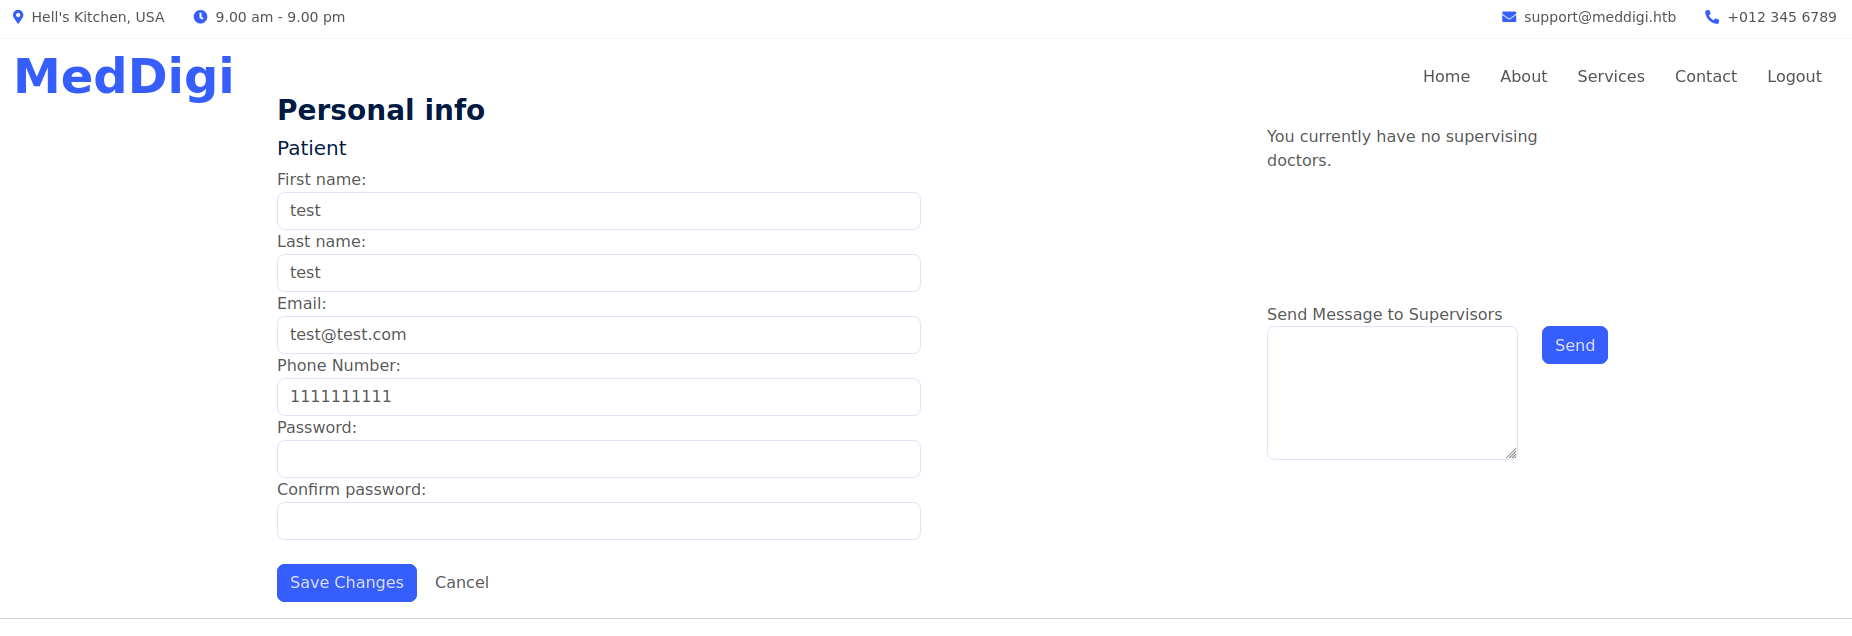 Hell's Kitchen, USA 9.00 am - 9.00 pm support@meddigi.htb +012 345 6789
MedDigi Home About Services Contact Logout
Personal info
Patient
First name:
test
Last name:
test
Email:
test@test.com
Phone Number:
1111111111
Password:
Confirm password:
Save Changes Cancel
You currently have no supervising
doctors.
Send Message to Supervisors
Send